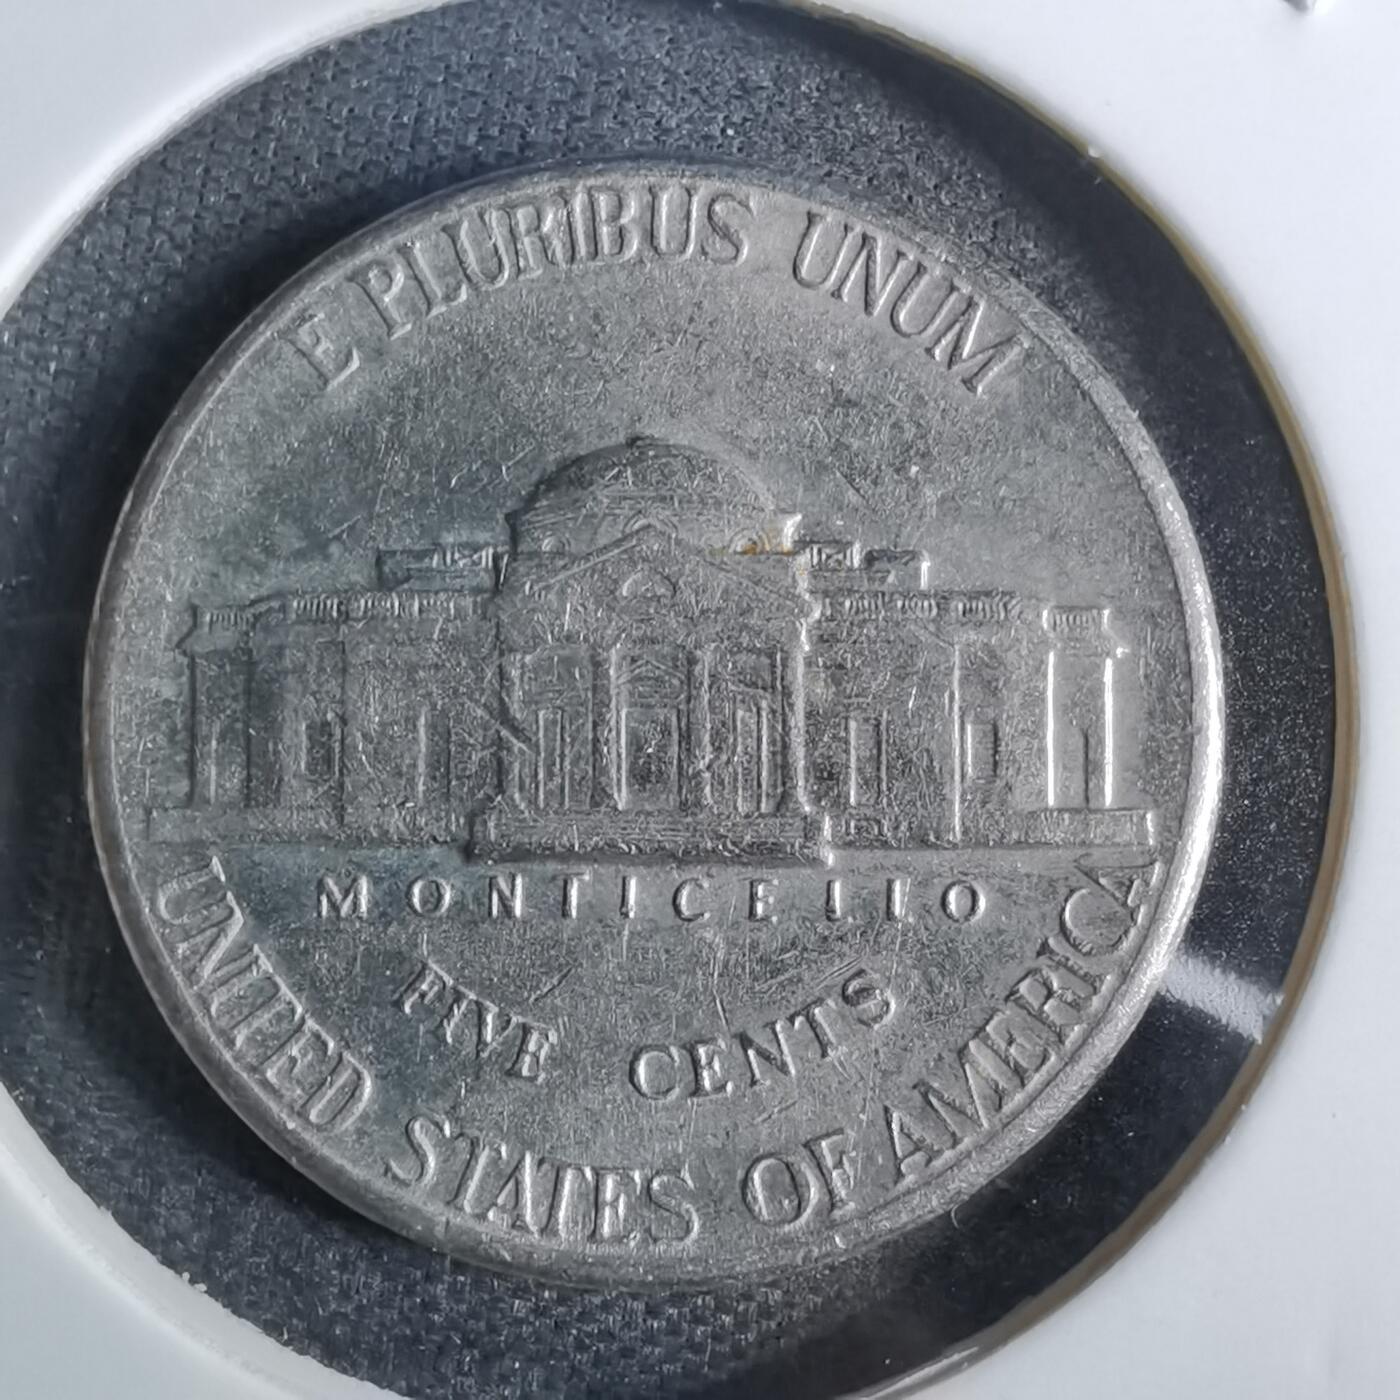 E PLURIBUS UNUM
MONTICELLO
FIVE CENTS
UNITED STATES OF AMERICA